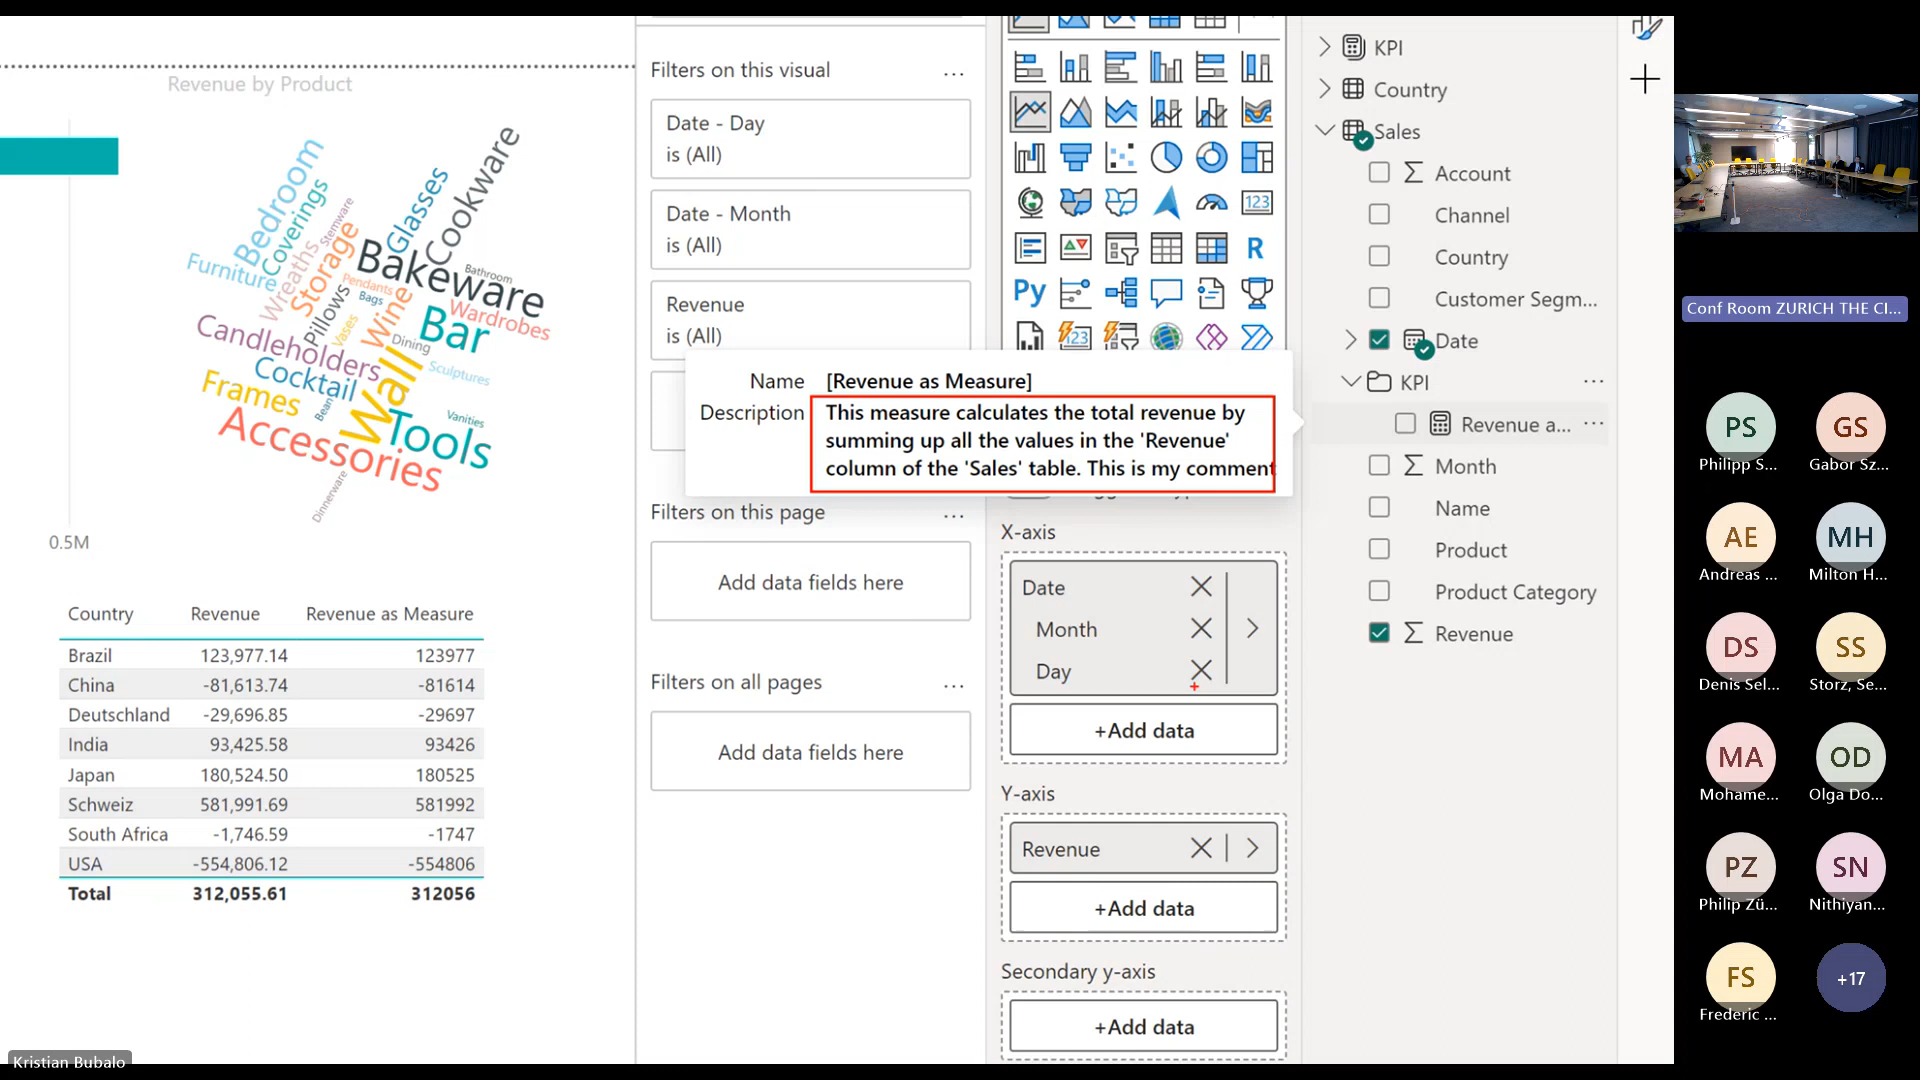 Revenue by Product
Bedroom
Coverings
Furniture
Wreaths
Stemware
Storage
Glasses
Cookware
Bakeware
Bathroom
Pendants
Bags
Pillows
Vases
Wine
Bar
Wardrobes
Candleholders
Dining
Sculptures
Cocktail
Frames
Bean
Wall
Vanities
Tools
Accessories
Dinnerware
0.5M
Country Revenue Revenue as Measure
Brazil 123,977.14 123977
China -81,613.74 -81614
Deutschland -29,696.85 -29697
India 93,425.58 93426
Japan 180,524.50 180525
Schweiz 581,991.69 581992
South Africa -1,746.59 -1747
USA -554,806.12 -554806
Total 312,055.61 312056
Kristian Bubalo
Filters on this visual ...
Date - Day
is (All)
Date - Month
is (All)
Revenue
is (All)
Name [Revenue as Measure]
Description This measure calculates the total revenue by
summing up all the values in the 'Revenue'
column of the 'Sales' table. This is my comment
Filters on this page ...
Add data fields here
Filters on all pages ...
Add data fields here
123
R
Py
123
X-axis
Date
Month
Day
+Add data
Y-axis
Revenue
+Add data
Secondary y-axis
+Add data
KPI
Country
Sales
Σ Account
Channel
Country
Customer Segm...
Date
KPI ...
Revenue a... ...
Σ Month
Name
Product
Product Category
Σ Revenue
Conf Room ZURICH THE CI...
PS
Philipp S...
GS
Gabor Sz...
AE
Andreas ...
MH
Milton H...
DS
Denis Sel...
SS
Storz, Se...
MA
Mohame...
OD
Olga Do...
PZ
Philip Zü...
SN
Nithiyan...
FS
Frederic ...
+17